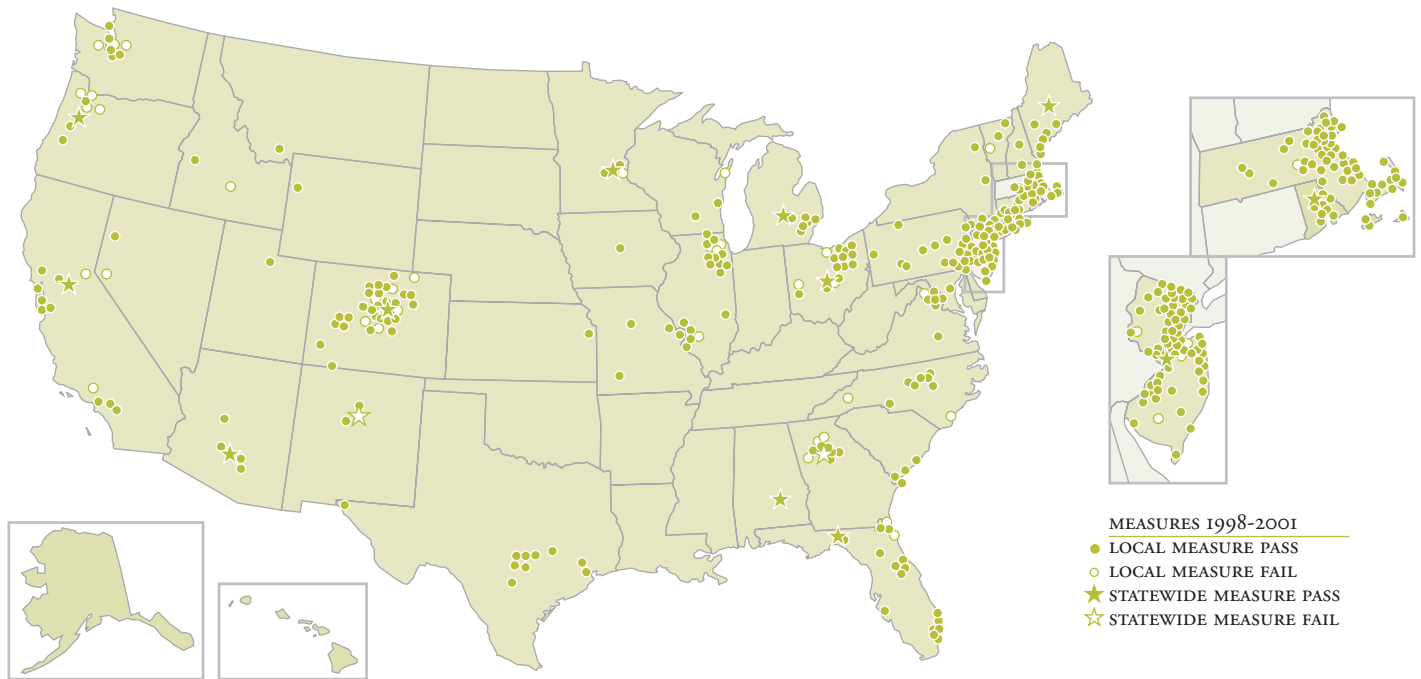 MEASURES 1998-2001
LOCAL MEASURE PASS
LOCAL MEASURE FAIL
STATEWIDE MEASURE PASS
STATEWIDE MEASURE FAIL